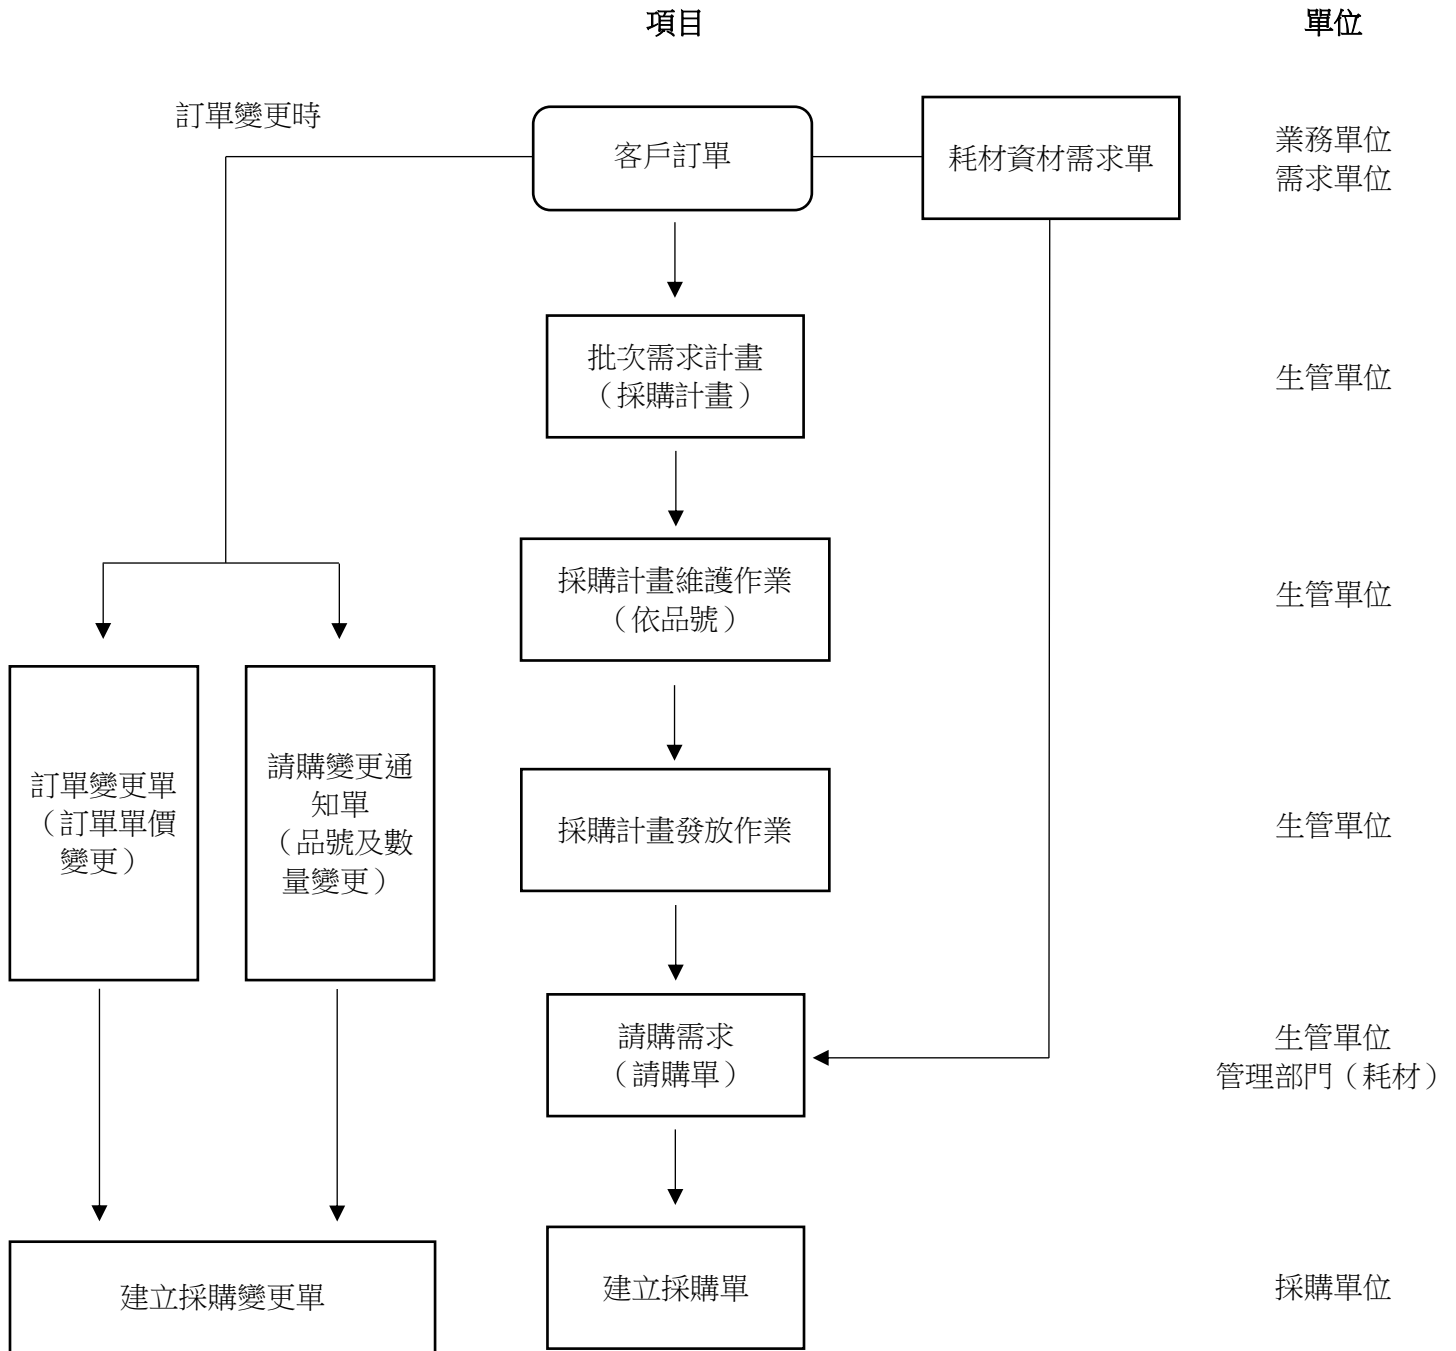 項目
單位
訂單變更時
客戶訂單
耗材資材需求單
業務單位
需求單位
批次需求計畫
（採購計畫）
生管單位
採購計畫維護作業
（依品號）
生管單位
訂單變更單
（訂單單價
變更）
請購變更通
知單
（品號及數
量變更）
採購計畫發放作業
生管單位
請購需求
（請購單）
生管單位
管理部門（耗材）
建立採購變更單
建立採購單
採購單位